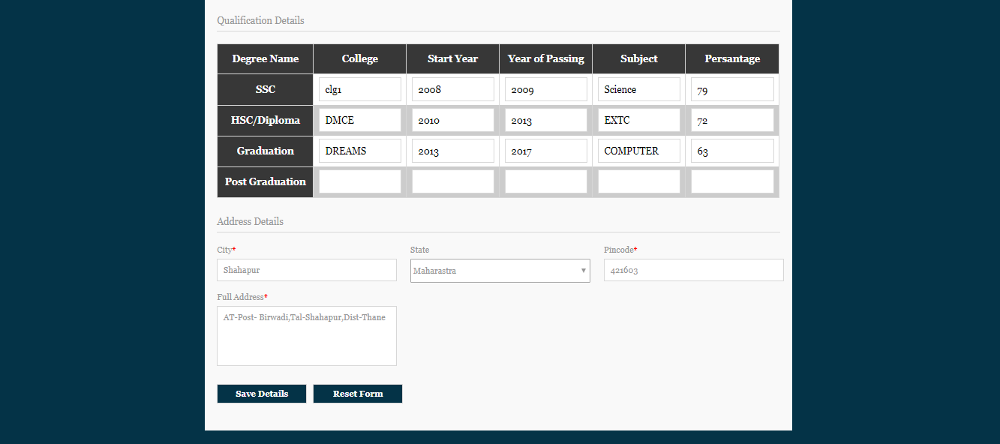 Qualification Details
Degree Name College Start Year Year of Passing Subject Persantage
SSC clg1 2008 2009 Science 79
HSC/Diploma DMCE 2010 2013 EXTC 72
Graduation DREAMS 2013 2017 COMPUTER 63
Post Graduation
Address Details
City* State Pincode*
Shahapur Maharastra 421603
Full Address*
AT-Post- Birwadi,Tal-Shahapur,Dist-Thane
Save Details Reset Form